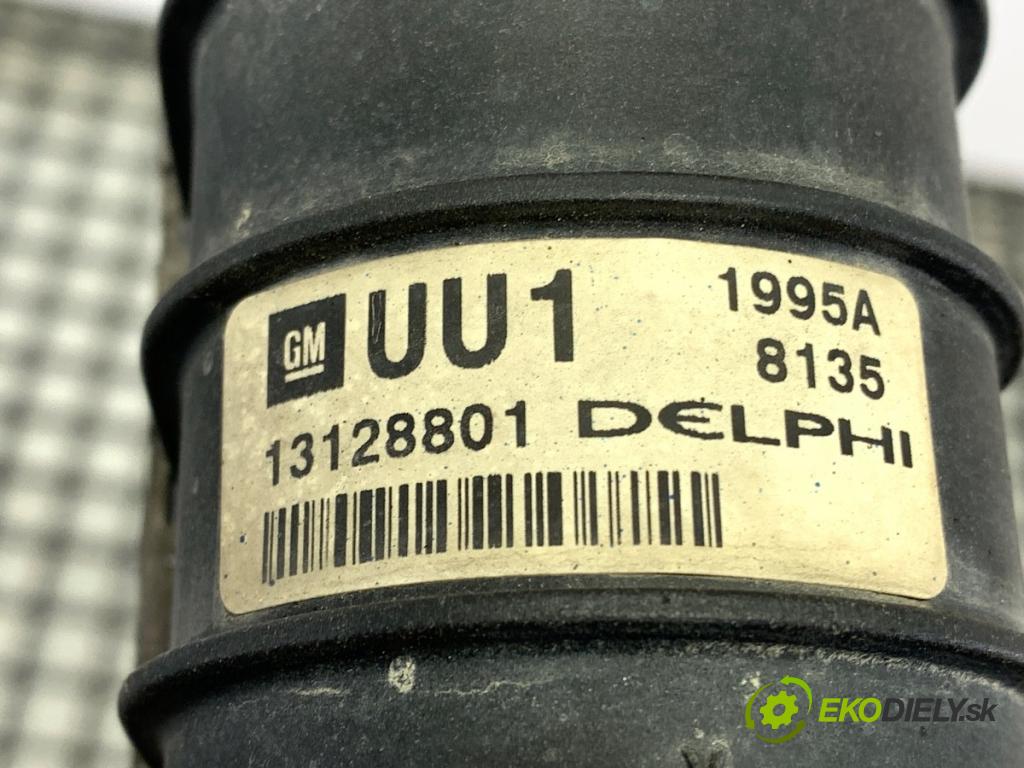 GM UU1 1995A
8135
13128801 DELPHI
EKODIELY.sk